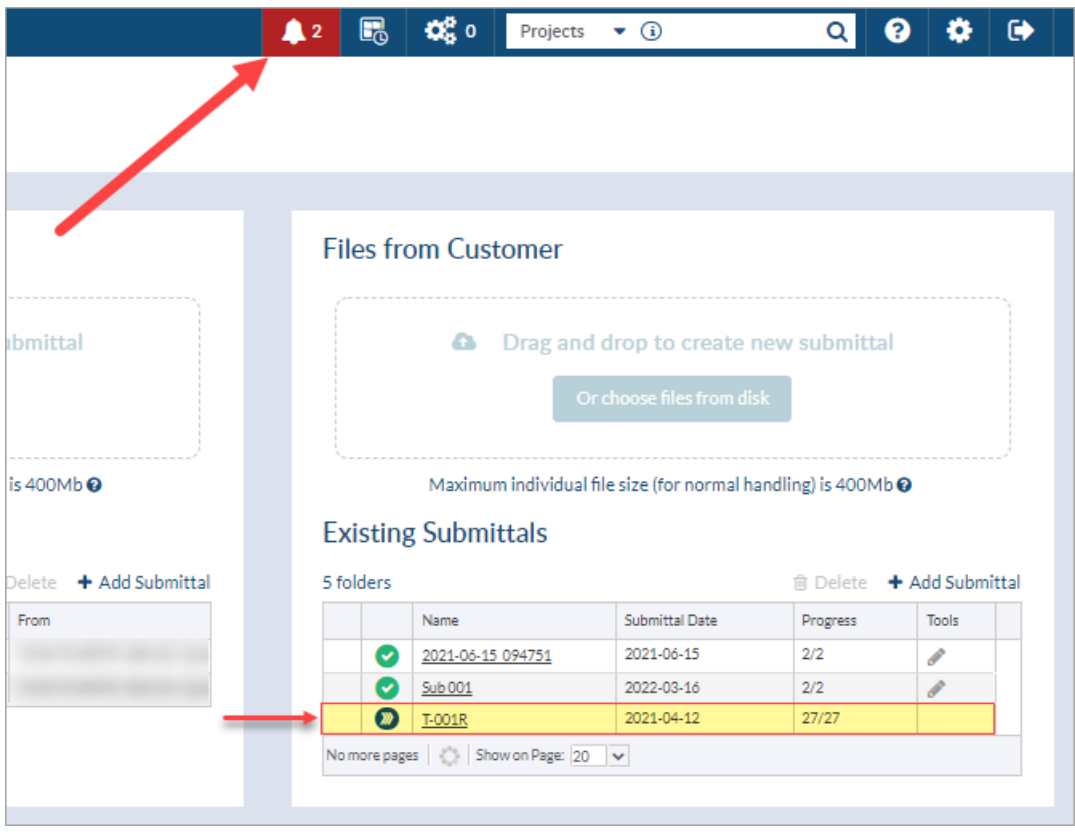 2 0 Projects
Files from Customer
ubmittal Drag and drop to create new submittal
Or choose files from disk
is 400Mb Maximum individual file size (for normal handling) is 400Mb
Existing Submittals
Delete + Add Submittal 5 folders Delete + Add Submittal
From Name Submittal Date Progress Tools
2021-06-15 094751 2021-06-15 2/2
Sub 001 2022-03-16 2/2
T-001R 2021-04-12 27/27
No more pages Show on Page: 20